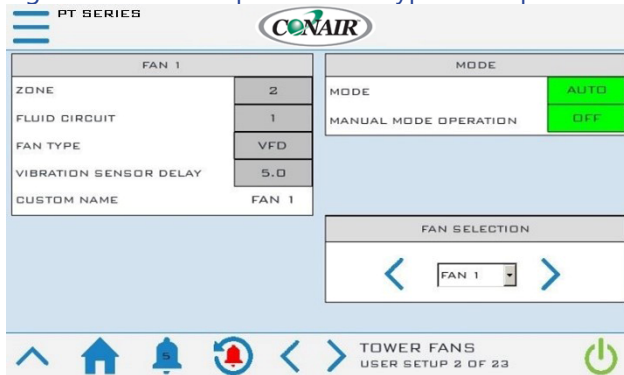 PT SERIES
CONAIR
FAN 1
ZONE 2
FLUID CIRCUIT 1
FAN TYPE VFD
VIBRATION SENSOR DELAY 5.0
CUSTOM NAME FAN 1
MODE
MODE AUTO
MANUAL MODE OPERATION OFF
FAN SELECTION
FAN 1
5
TOWER FANS
USER SETUP 2 OF 23